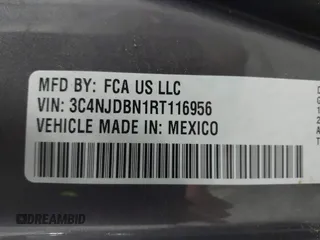 MFD BY: FCA US LLC
VIN: 3C4NJDBN1RT116956
VEHICLE MADE IN: MEXICO
DREAMBID